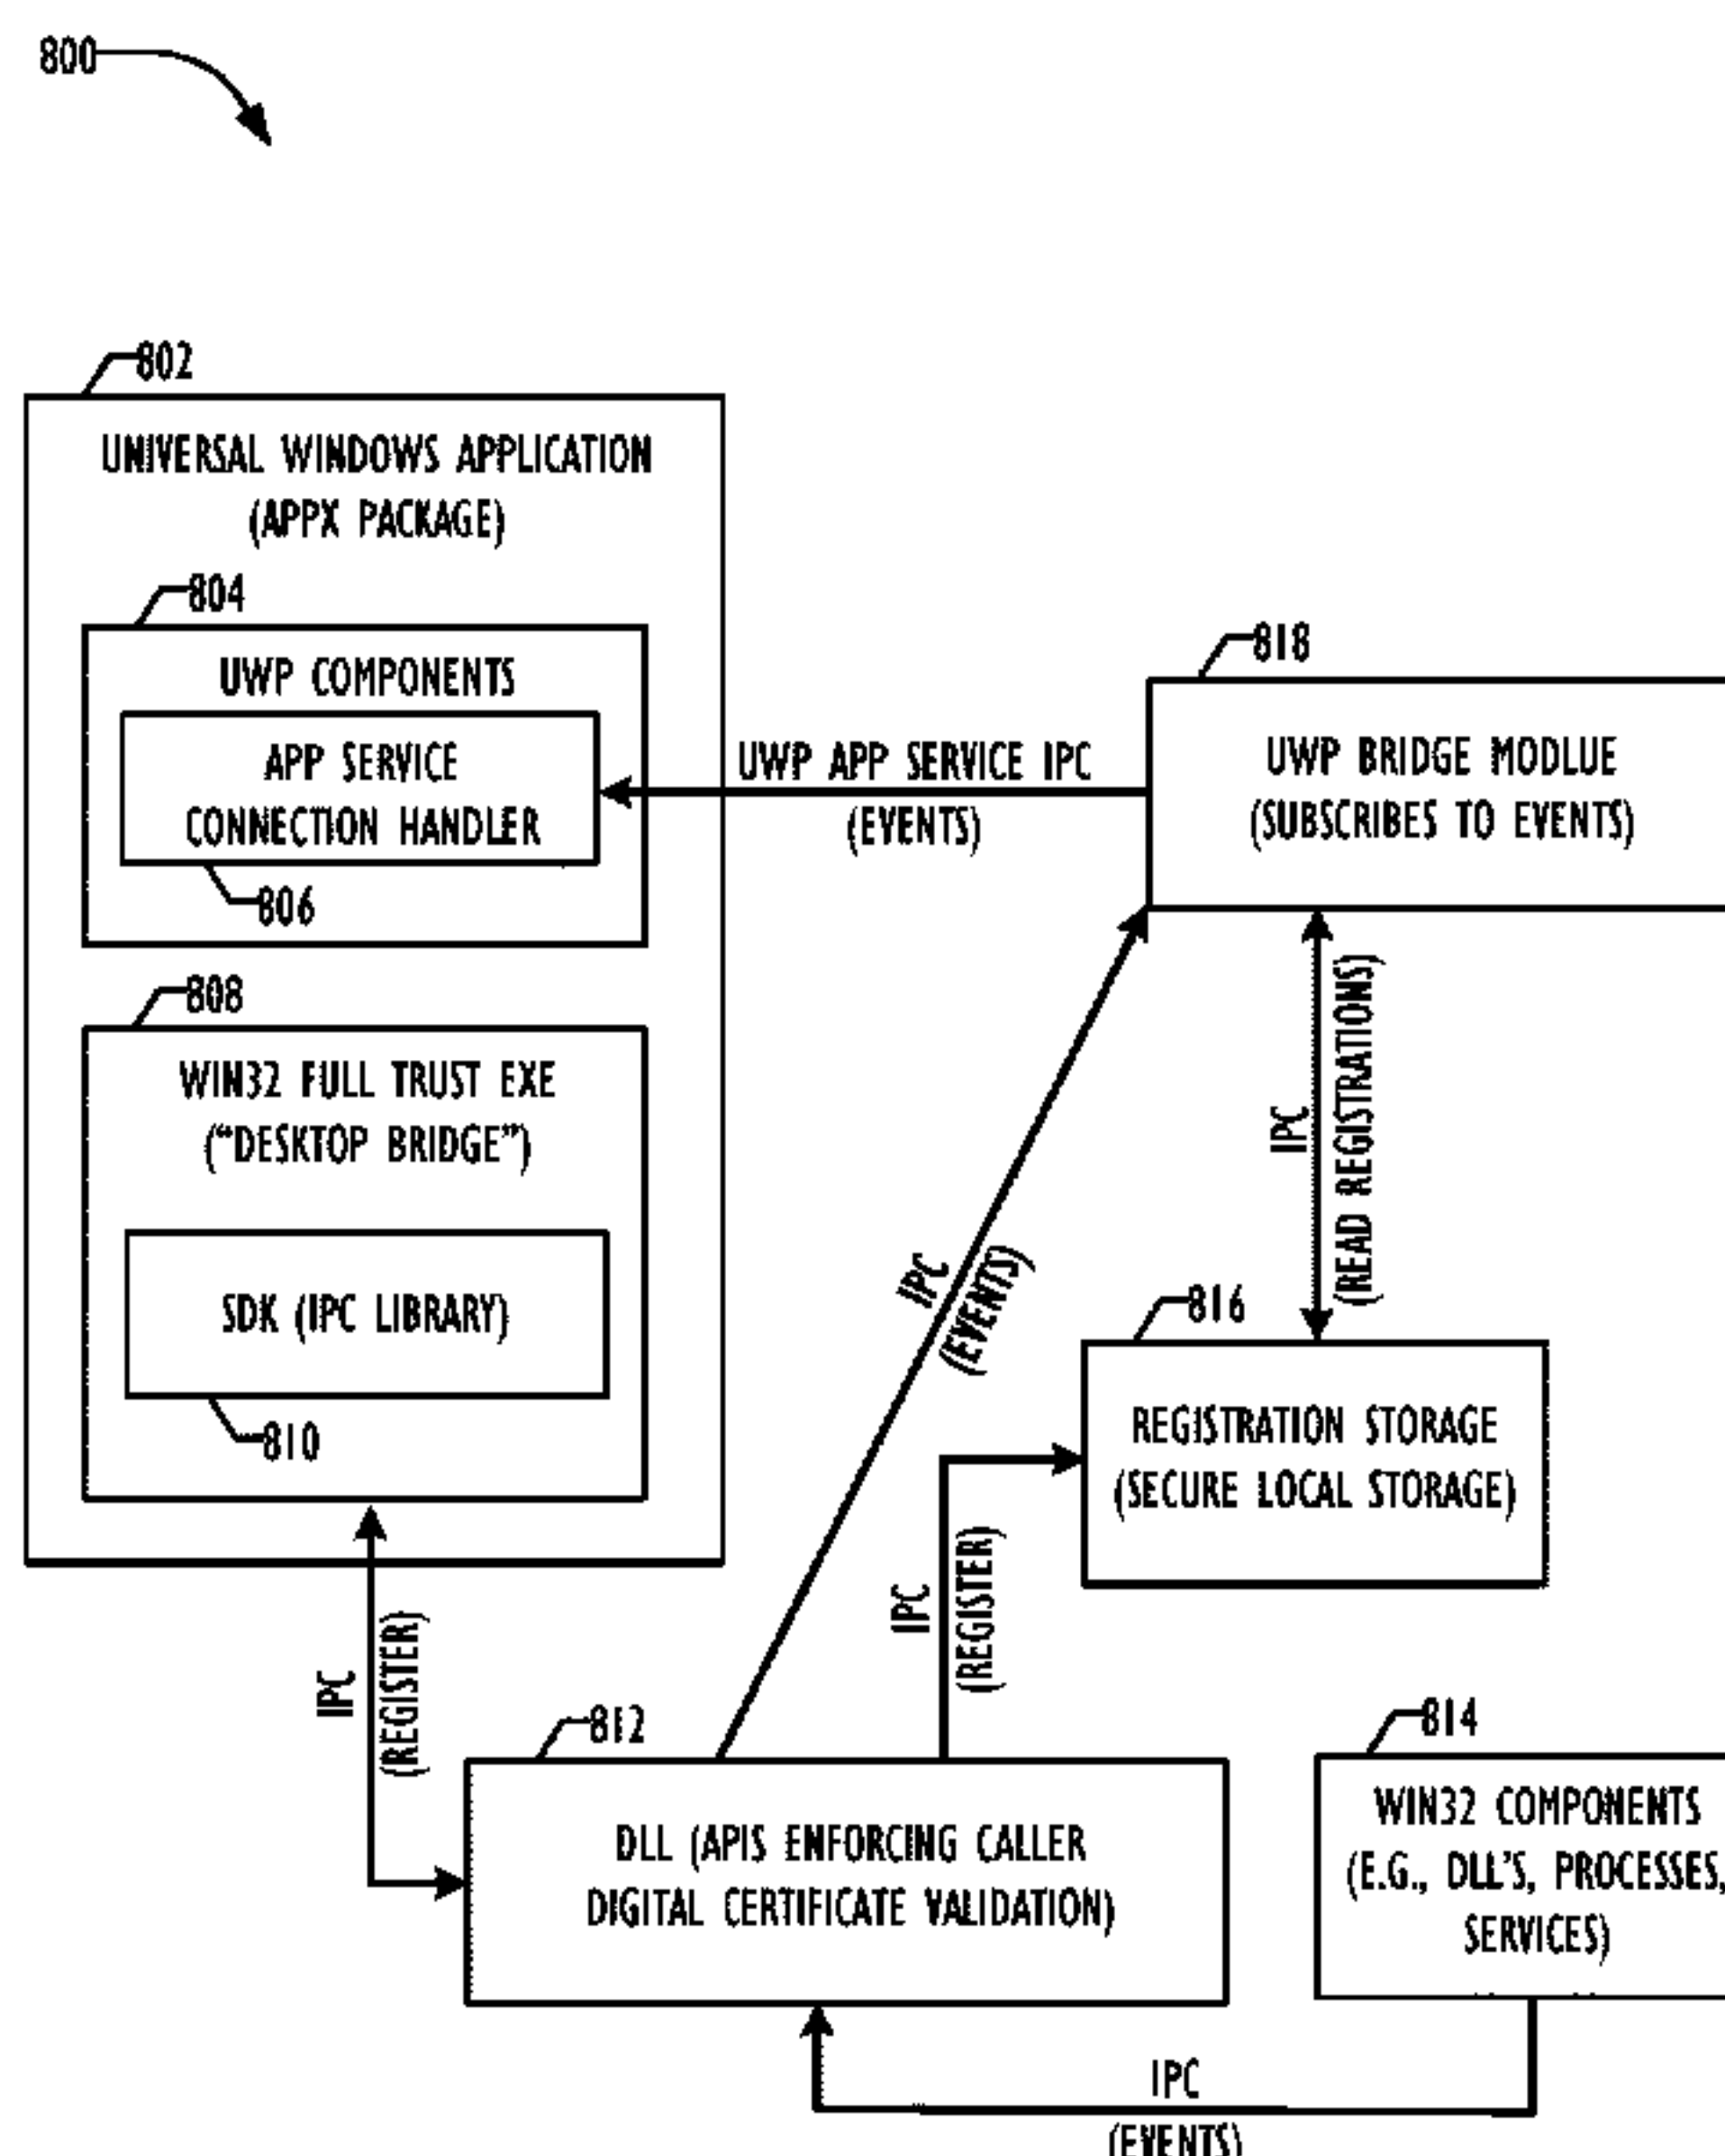 800
802
UNIVERSAL WINDOWS APPLICATION
(APPX PACKAGE)
804
UWP COMPONENTS
APP SERVICE
CONNECTION HANDLER
806
808
WIN32 FULL TRUST EXE
("DESKTOP BRIDGE")
SDK (IPC LIBRARY)
810
UWP APP SERVICE IPC
(EVENTS)
818
UWP BRIDGE MODLUE
(SUBSCRIBES TO EVENTS)
IPC
(READ REGISTRATIONS)
IPC
(EVENTS)
816
REGISTRATION STORAGE
(SECURE LOCAL STORAGE)
IPC
(REGISTER)
IPC
(REGISTER)
812
DLL (APIS ENFORCING CALLER
DIGITAL CERTIFICATE VALIDATION)
814
WIN32 COMPONENTS
(E.G., DLL'S, PROCESSES,
SERVICES)
IPC
(EVENTS)